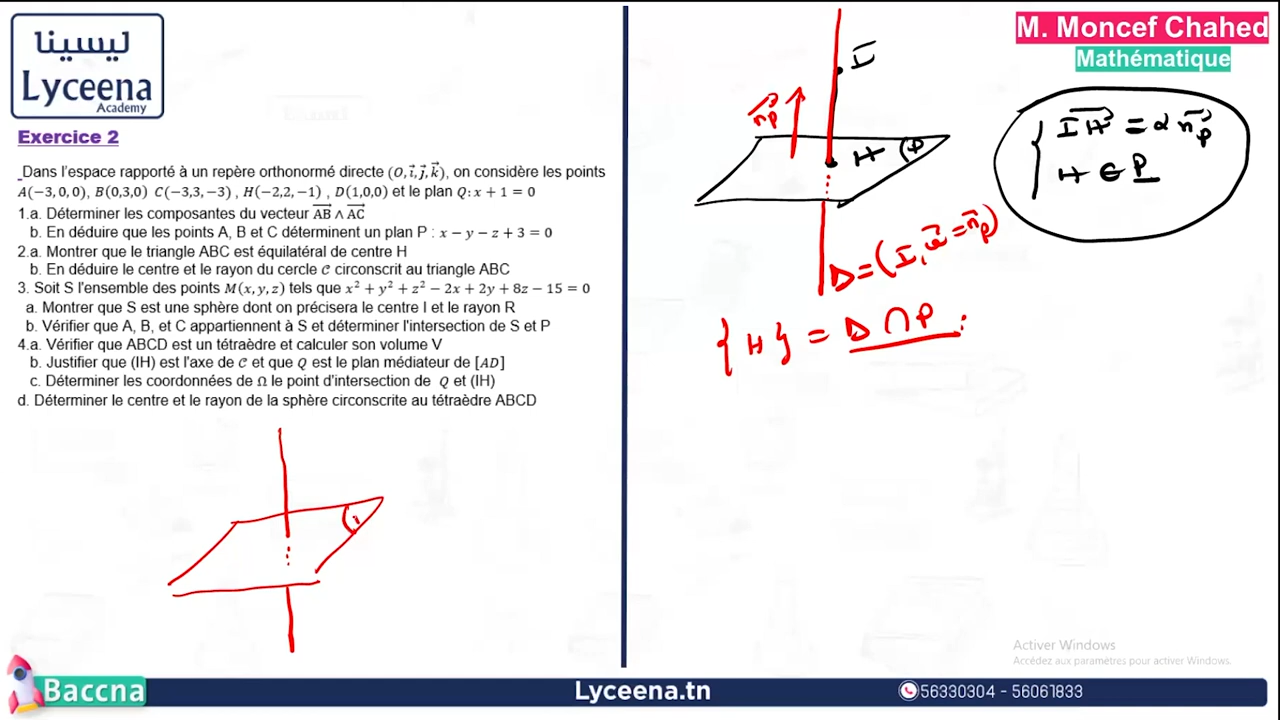 ليسينا
Lyceena
Academy
Exercice 2
Dans l'espace rapporté à un repère orthonormé directe (O, i⃗, j⃗, k⃗), on considère les points
A(−3,0,0), B(0,3,0) C(−3,3,−3) , H(−2,2,−1) , D(1,0,0) et le plan Q: x + 1 = 0
1.a. Déterminer les composantes du vecteur AB⃗ ∧ AC⃗
b. En déduire que les points A, B et C déterminent un plan P : x − y − z + 3 = 0
2.a. Montrer que le triangle ABC est équilatéral de centre H
b. En déduire le centre et le rayon du cercle 𝒞 circonscrit au triangle ABC
3. Soit S l'ensemble des points M(x, y, z) tels que x² + y² + z² − 2x + 2y + 8z − 15 = 0
a. Montrer que S est une sphère dont on précisera le centre I et le rayon R
b. Vérifier que A, B, et C appartiennent à S et déterminer l'intersection de S et P
4.a. Vérifier que ABCD est un tétraèdre et calculer son volume V
b. Justifier que (IH) est l'axe de 𝒞 et que Q est le plan médiateur de [AD]
c. Déterminer les coordonnées de Ω le point d'intersection de Q et (IH)
d. Déterminer le centre et le rayon de la sphère circonscrite au tétraèdre ABCD
M. Moncef Chahed
Mathématique
I
n⃗p
H
P
IH⃗ = α n⃗p
H ∈ P
Δ = (I, u⃗ = n⃗p)
{H} = Δ ∩ P
Activer Windows
Accédez aux paramètres pour activer Windows.
Baccna
Lyceena.tn
56330304 - 56061833